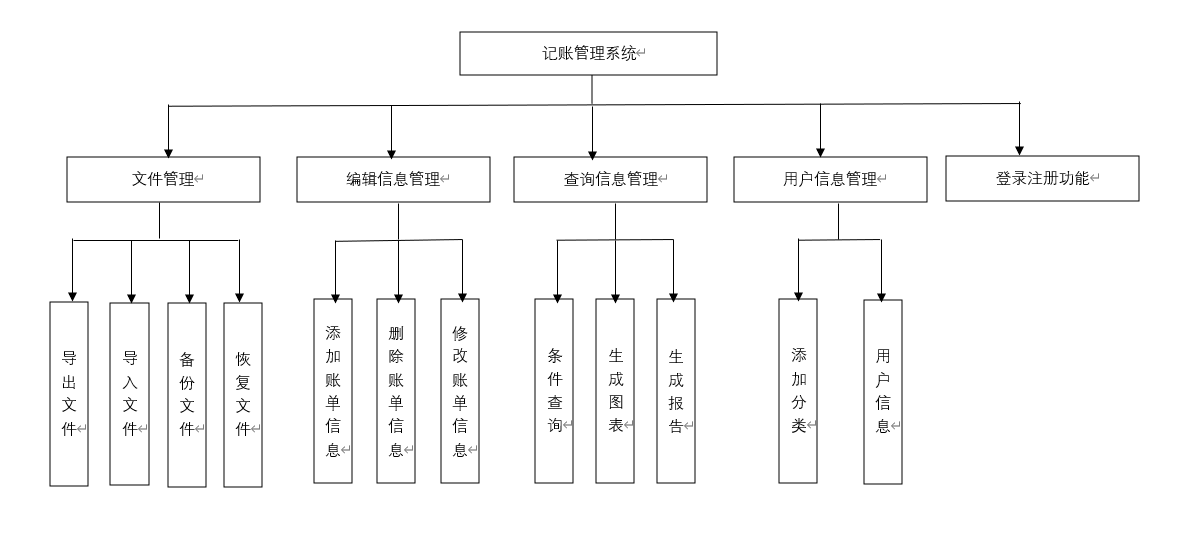 记账管理系统
文件管理
编辑信息管理
查询信息管理
用户信息管理
登录注册功能
导出文件
导入文件
备份文件
恢复文件
添加账单信息
删除账单信息
修改账单信息
条件查询
生成图表
生成报告
添加分类
用户信息